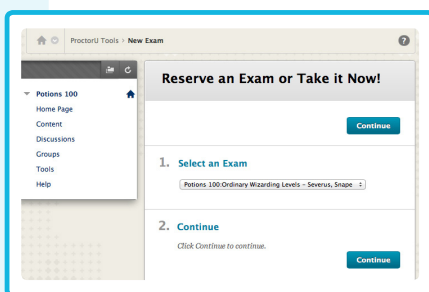 ProctorU Tools > New Exam
?
Potions 100
Home Page
Content
Discussions
Groups
Tools
Help
Reserve an Exam or Take it Now!
Continue
1. Select an Exam
Potions 100:Ordinary Wizarding Levels - Severus, Snape
2. Continue
Click Continue to continue.
Continue